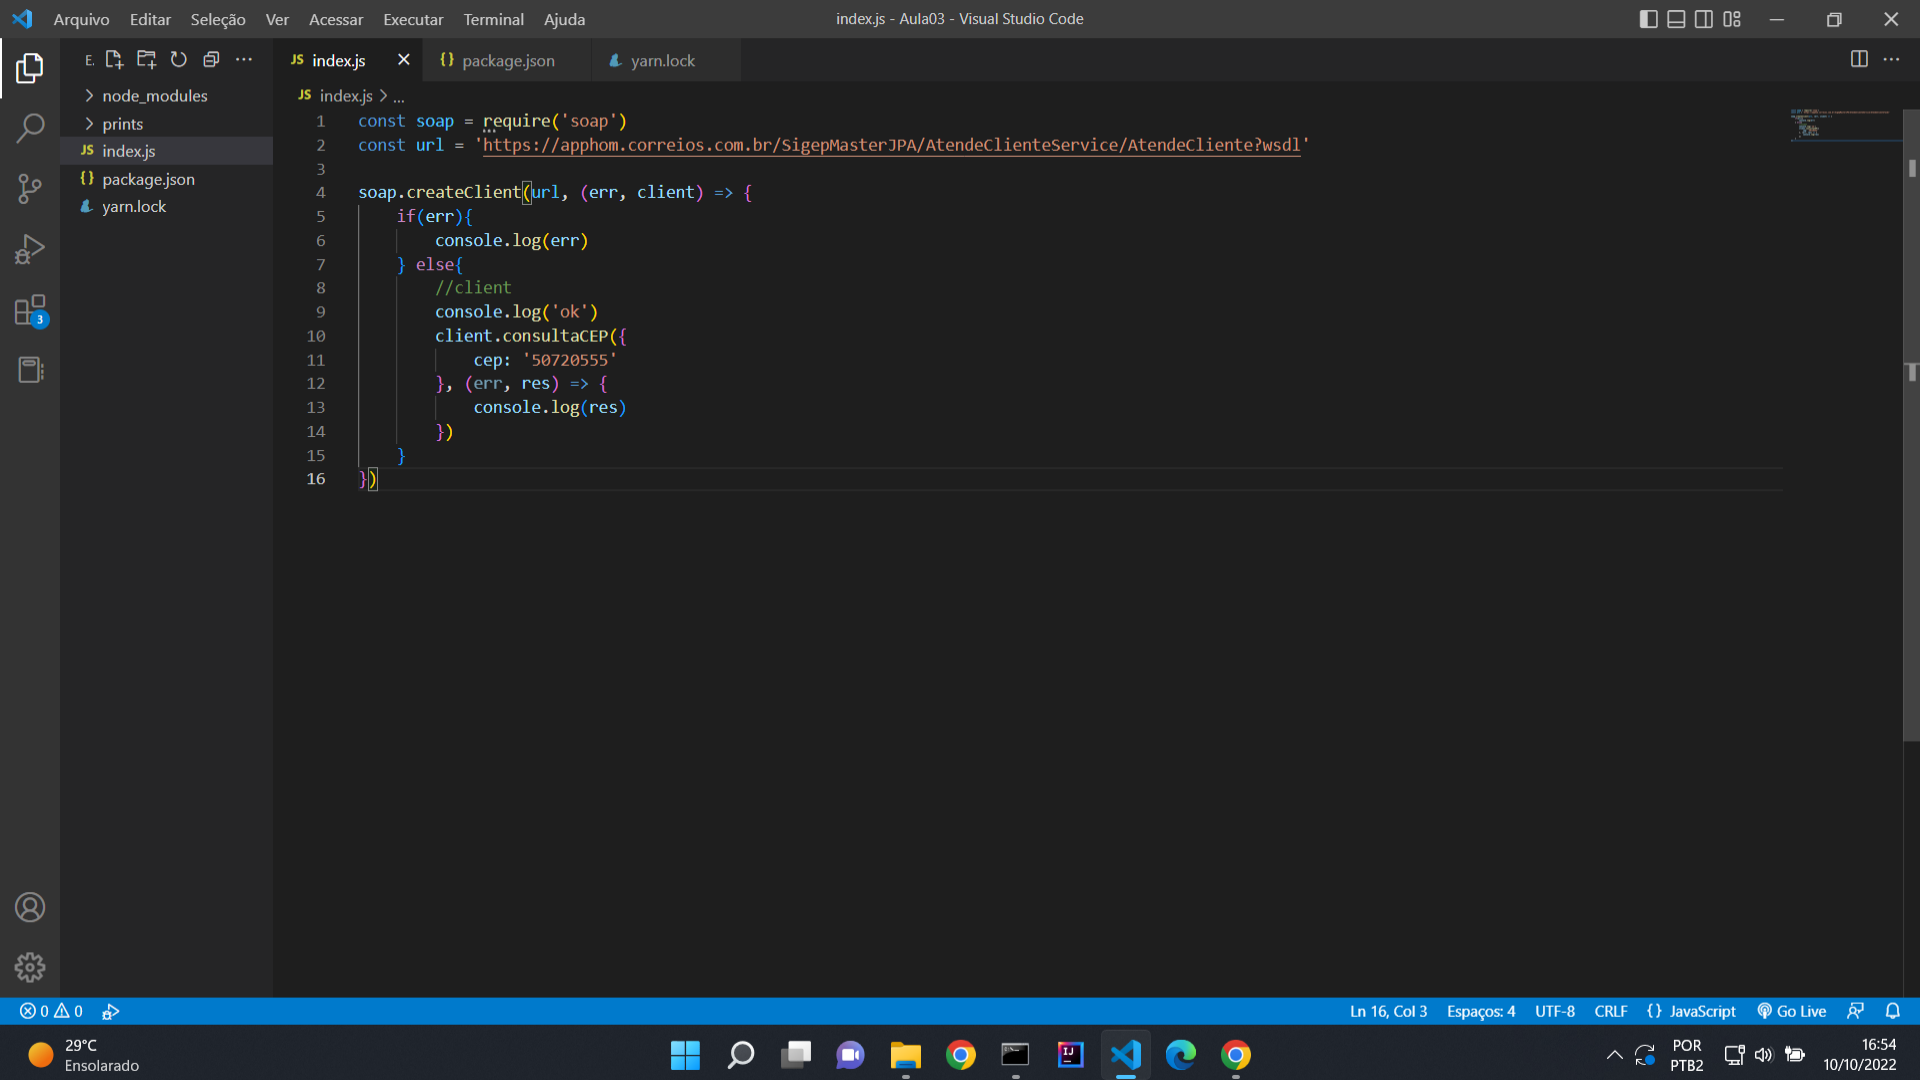 Arquivo Editar Seleção Ver Acessar Executar Terminal Ajuda
index.js - Aula03 - Visual Studio Code
E.
node_modules
prints
JS index.js
{} package.json
yarn.lock
3
JS index.js
{} package.json
yarn.lock
JS index.js > ...
1 const soap = require('soap')
2 const url = 'https://apphom.correios.com.br/SigepMasterJPA/AtendeClienteService/AtendeCliente?wsdl'
3
4 soap.createClient(url, (err, client) => {
5 if(err){
6 console.log(err)
7 } else{
8 //client
9 console.log('ok')
10 client.consultaCEP({
11 cep: '50720555'
12 }, (err, res) => {
13 console.log(res)
14 })
15 }
16 })
0 0
Ln 16, Col 3 Espaços: 4 UTF-8 CRLF {} JavaScript Go Live
29°C
Ensolarado
IJ
POR
PTB2
16:54
10/10/2022